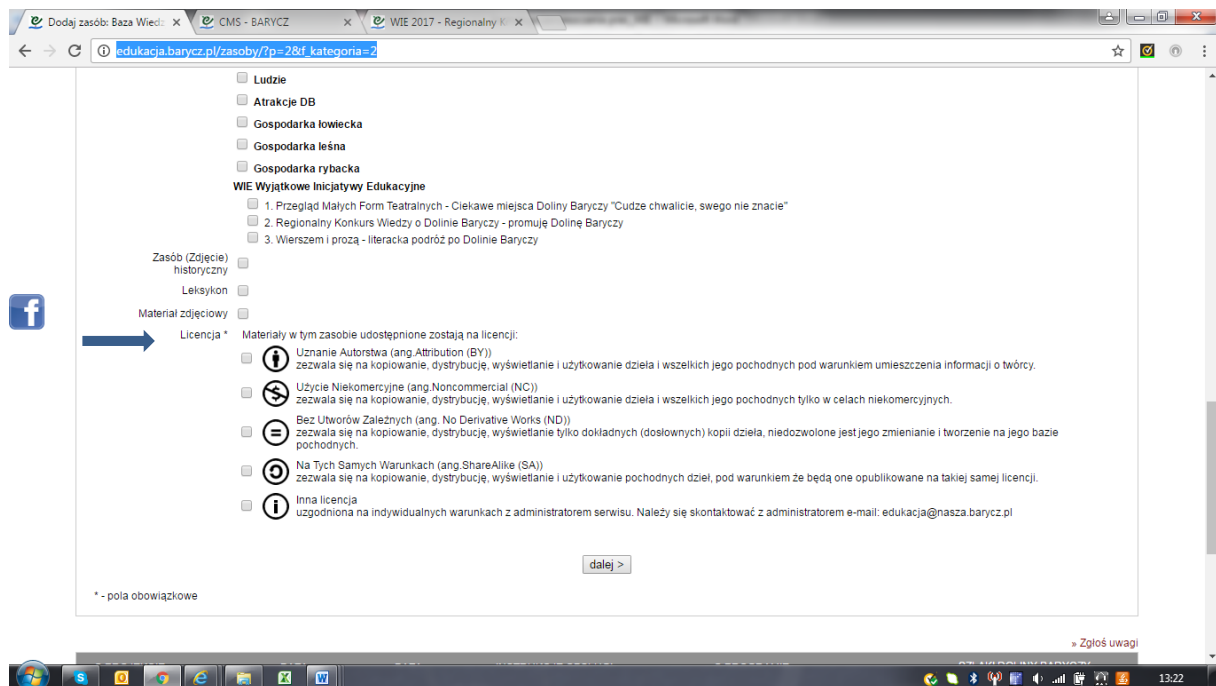 Dodaj zasób: Baza Wiedz
CMS - BARYCZ
WIE 2017 - Regionalny K
edukacja.barycz.pl/zasoby/?p=2&f_kategoria=2
Ludzie
Atrakcje DB
Gospodarka łowiecka
Gospodarka leśna
Gospodarka rybacka
WIE Wyjątkowe Inicjatywy Edukacyjne
1. Przegląd Małych Form Teatralnych - Ciekawe miejsca Doliny Baryczy "Cudze chwalicie, swego nie znacie"
2. Regionalny Konkurs Wiedzy o Dolinie Baryczy - promuję Dolinę Baryczy
3. Wierszem i prozą - literacka podróż po Dolinie Baryczy
Zasób (Zdjęcie)
historyczny
Leksykon
Materiał zdjęciowy
Licencja * Materiały w tym zasobie udostępnione zostają na licencji:
Uznanie Autorstwa (ang.Attribution (BY))
zezwala się na kopiowanie, dystrybucję, wyświetlanie i użytkowanie dzieła i wszelkich jego pochodnych pod warunkiem umieszczenia informacji o twórcy.
Użycie Niekomercyjne (ang.Noncommercial (NC))
zezwala się na kopiowanie, dystrybucję, wyświetlanie i użytkowanie dzieła i wszelkich jego pochodnych tylko w celach niekomercyjnych.
Bez Utworów Zależnych (ang. No Derivative Works (ND))
zezwala się na kopiowanie, dystrybucję, wyświetlanie tylko dokładnych (dosłownych) kopii dzieła, niedozwolone jest jego zmienianie i tworzenie na jego bazie
pochodnych.
Na Tych Samych Warunkach (ang.ShareAlike (SA))
zezwala się na kopiowanie, dystrybucję, wyświetlanie i użytkowanie pochodnych dzieł, pod warunkiem że będą one opublikowane na takiej samej licencji.
Inna licencja
uzgodniona na indywidualnych warunkach z administratorem serwisu. Należy się skontaktować z administratorem e-mail: edukacja@nasza.barycz.pl
dalej >
* - pola obowiązkowe
» Zgłoś uwagi
13:22